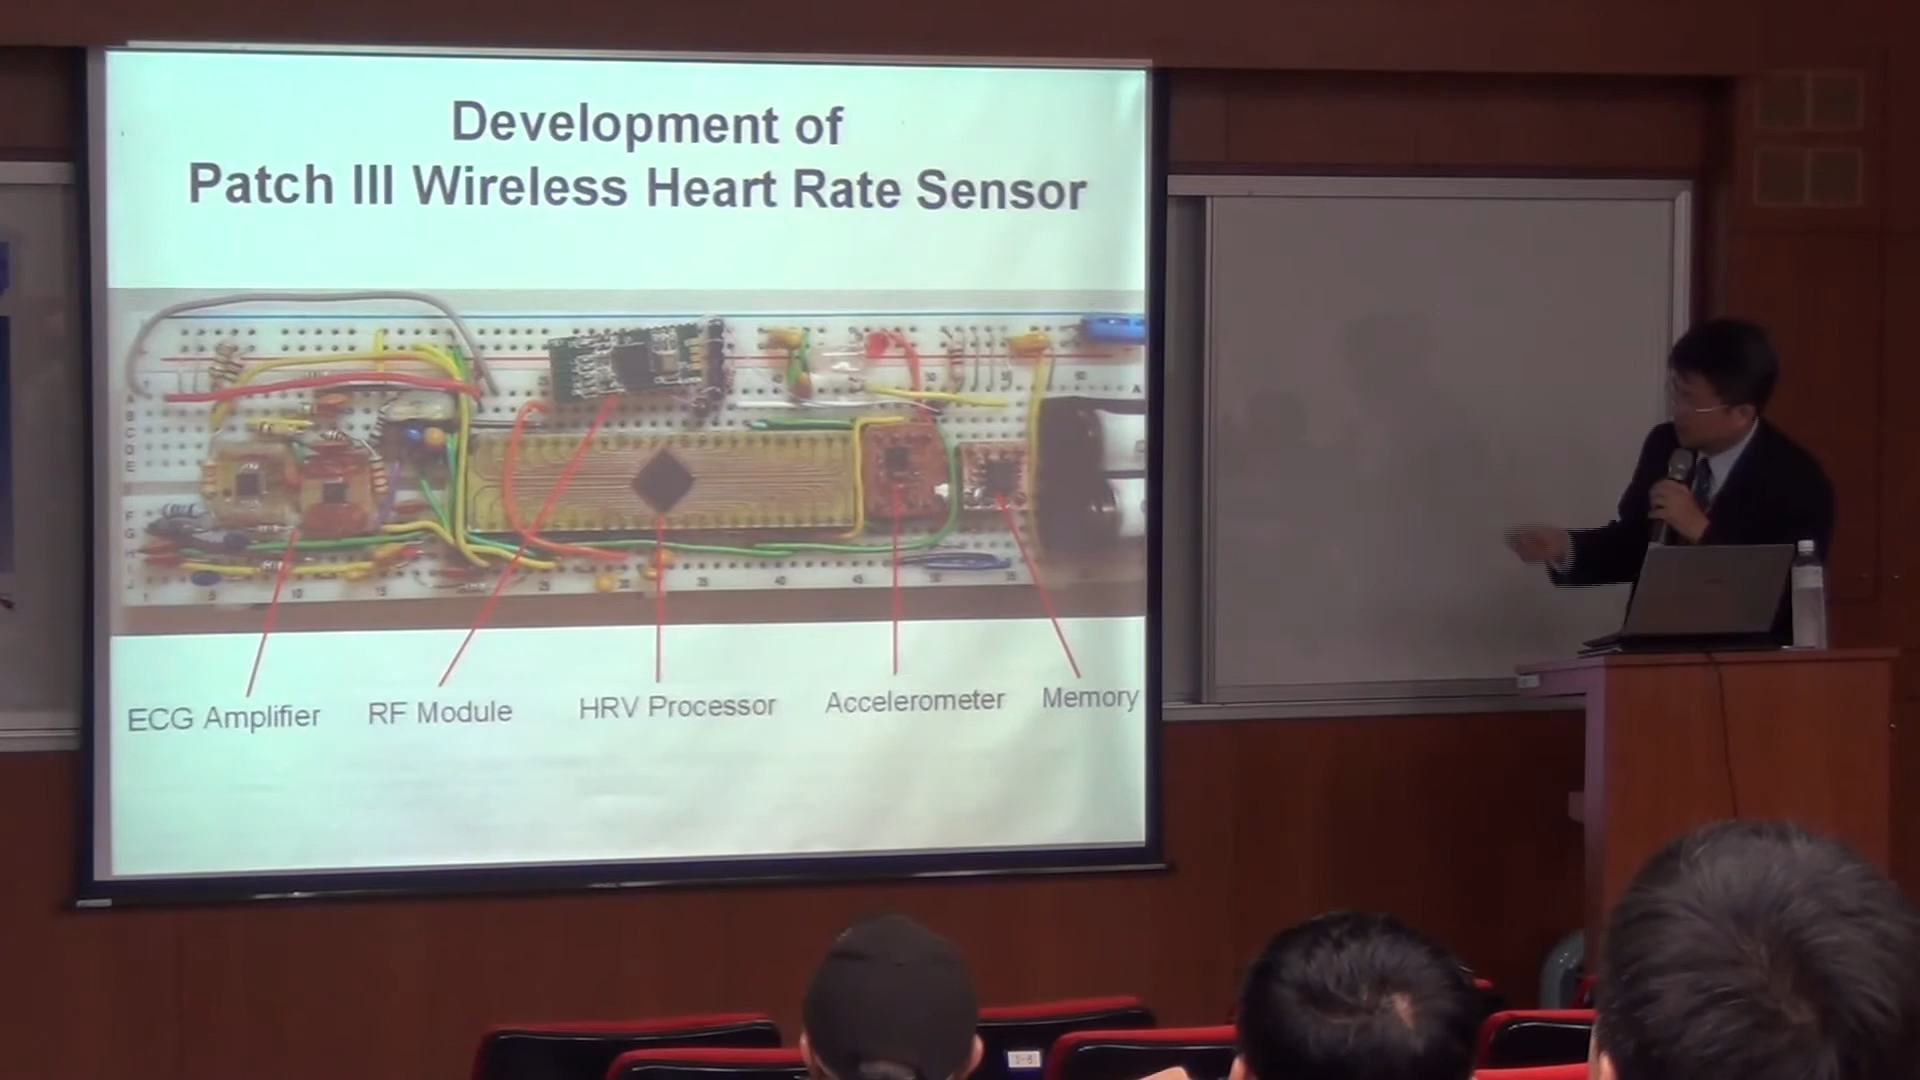 Development of
Patch III Wireless Heart Rate Sensor
ECG Amplifier
RF Module
HRV Processor
Accelerometer
Memory